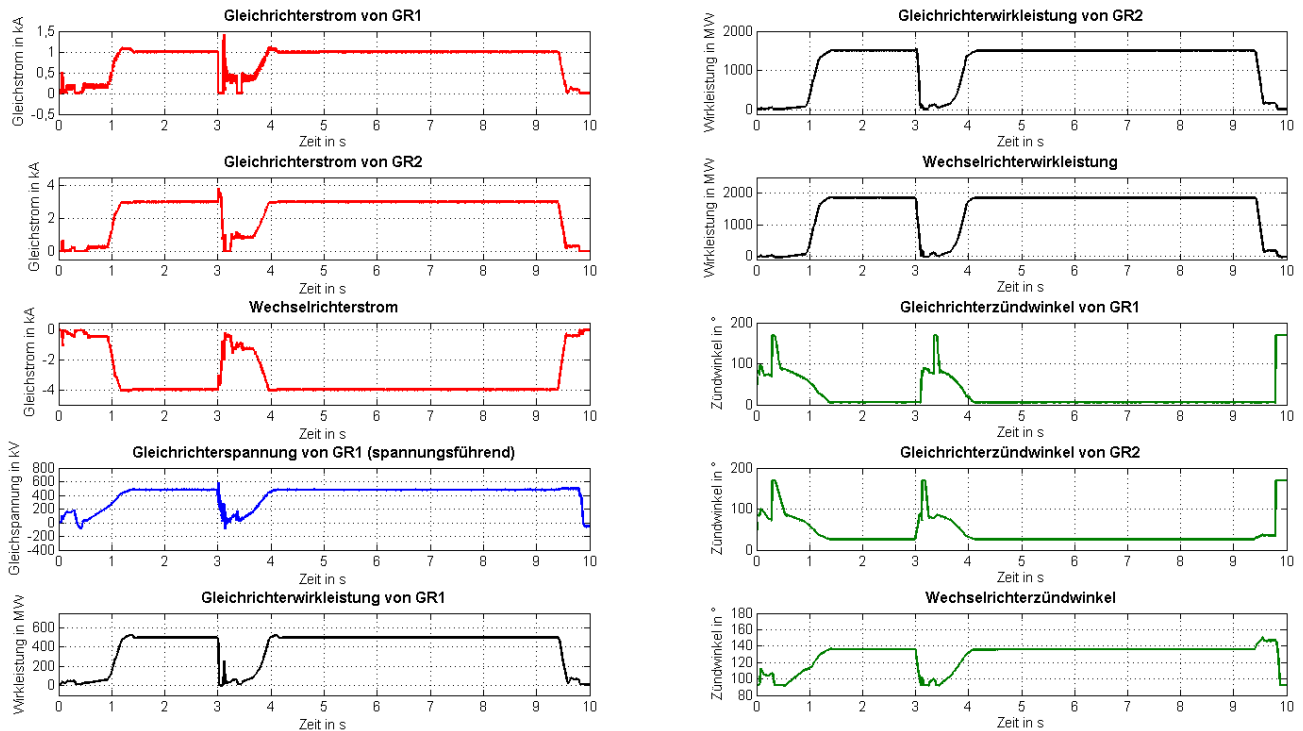 Gleichrichterstrom von GR1
Gleichstrom in kA
1,5
1
0,5
0
-0,5
0 1 2 3 4 5 6 7 8 9 10
Zeit in s
Gleichrichterstrom von GR2
Gleichstrom in kA
4
2
0
0 1 2 3 4 5 6 7 8 9 10
Zeit in s
Wechselrichterstrom
Gleichstrom in kA
0
-2
-4
0 1 2 3 4 5 6 7 8 9 10
Zeit in s
Gleichrichterspannung von GR1 (spannungsführend)
Gleichspannung in kV
800
600
400
200
0
-200
-400
0 1 2 3 4 5 6 7 8 9 10
Zeit in s
Gleichrichterwirkleistung von GR1
Wirkleistung in MW
600
400
200
0
0 1 2 3 4 5 6 7 8 9 10
Zeit in s
Gleichrichterwirkleistung von GR2
Wirkleistung in MW
2000
1000
0
0 1 2 3 4 5 6 7 8 9 10
Zeit in s
Wechselrichterwirkleistung
Wirkleistung in MW
2000
1000
0
0 1 2 3 4 5 6 7 8 9 10
Zeit in s
Gleichrichterzündwinkel von GR1
Zündwinkel in °
200
100
0
0 1 2 3 4 5 6 7 8 9 10
Zeit in s
Gleichrichterzündwinkel von GR2
Zündwinkel in °
200
100
0
0 1 2 3 4 5 6 7 8 9 10
Zeit in s
Wechselrichterzündwinkel
Zündwinkel in °
180
160
140
120
100
80
0 1 2 3 4 5 6 7 8 9 10
Zeit in s